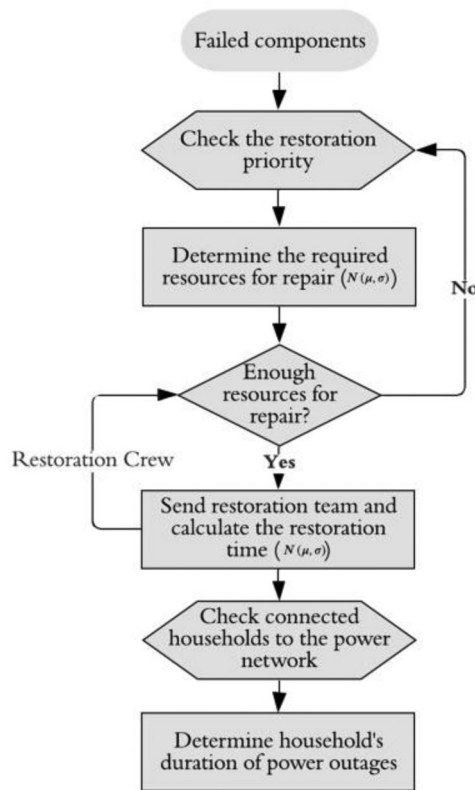 Failed components
Check the restoration
priority
Determine the required
resources for repair (N(μ,σ))
No
Enough
resources for
repair?
Restoration Crew
Yes
Send restoration team and
calculate the restoration
time (N(μ,σ))
Check connected
households to the power
network
Determine household's
duration of power outages